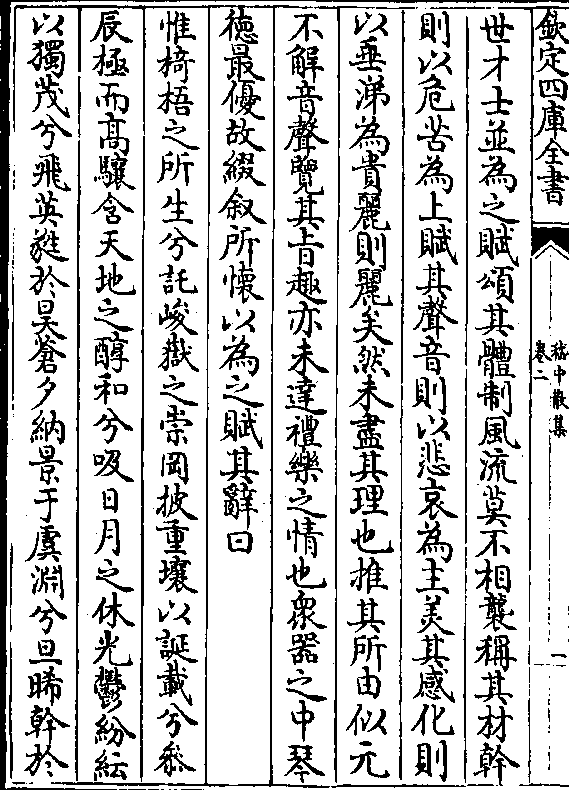 欽定四庫全書
嵇中散集
卷二
一
世才士並為之賦頌其體制風流莫不相襲稱其材幹
則以危苦為上賦其聲音則以悲哀為主美其感化則
以垂涕為貴麗則麗矣然未盡其理也推其所由似元
不解音聲覽其㫖趣亦未達禮樂之情也衆器之中琴
徳最優故綴叙所懷以為之賦其辭曰
惟椅梧之所生兮託峻嶽之崇岡披重壤以誕載兮叅
辰極而髙驤含天地之醇和兮吸日月之休光鬱紛紜
以獨茂兮飛英蕤於昊蒼夕納景于虞淵兮旦晞幹於